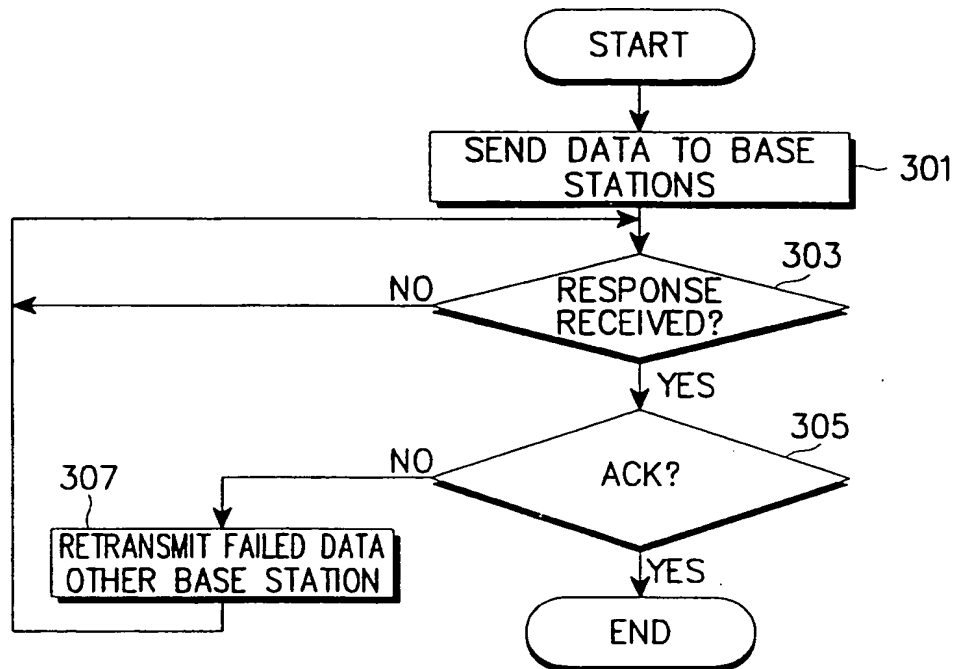 START
SEND DATA TO BASE
STATIONS
301
303
NO
RESPONSE
RECEIVED?
YES
305
NO
ACK?
307
RETRANSMIT FAILED DATA
OTHER BASE STATION
YES
END